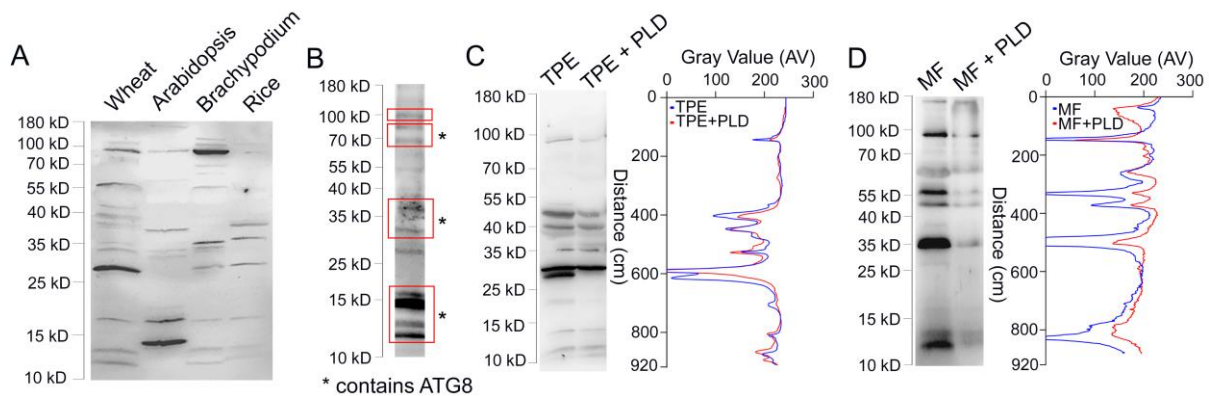 A
Wheat
Arabidopsis
Brachypodium
Rice
180 kD
100 kD
70 kD
55 kD
40 kD
35 kD
25 kD
15 kD
10 kD
B
180 kD
100 kD
*
70 kD
55 kD
40 kD
35 kD
*
25 kD
15 kD
*
10 kD
* contains ATG8
C
TPE
TPE + PLD
180 kD
100 kD
70 kD
55 kD
40 kD
35 kD
25 kD
15 kD
10 kD
Gray Value (AV)
0 100 200 300
TPE
TPE+PLD
0
200
400
600
800
920
Distance (cm)
D
MF
MF + PLD
180 kD
100 kD
70 kD
55 kD
40 kD
35 kD
25 kD
15 kD
10 kD
Gray Value (AV)
0 100 200 300
MF
MF+PLD
0
200
400
600
800
920
Distance (cm)